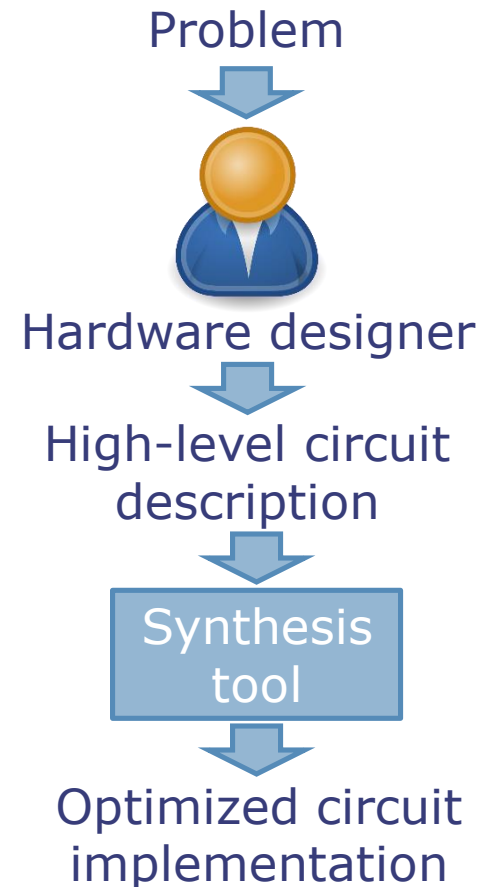 Problem
Hardware designer
High-level circuit
description
Synthesis
tool
Optimized circuit
implementation